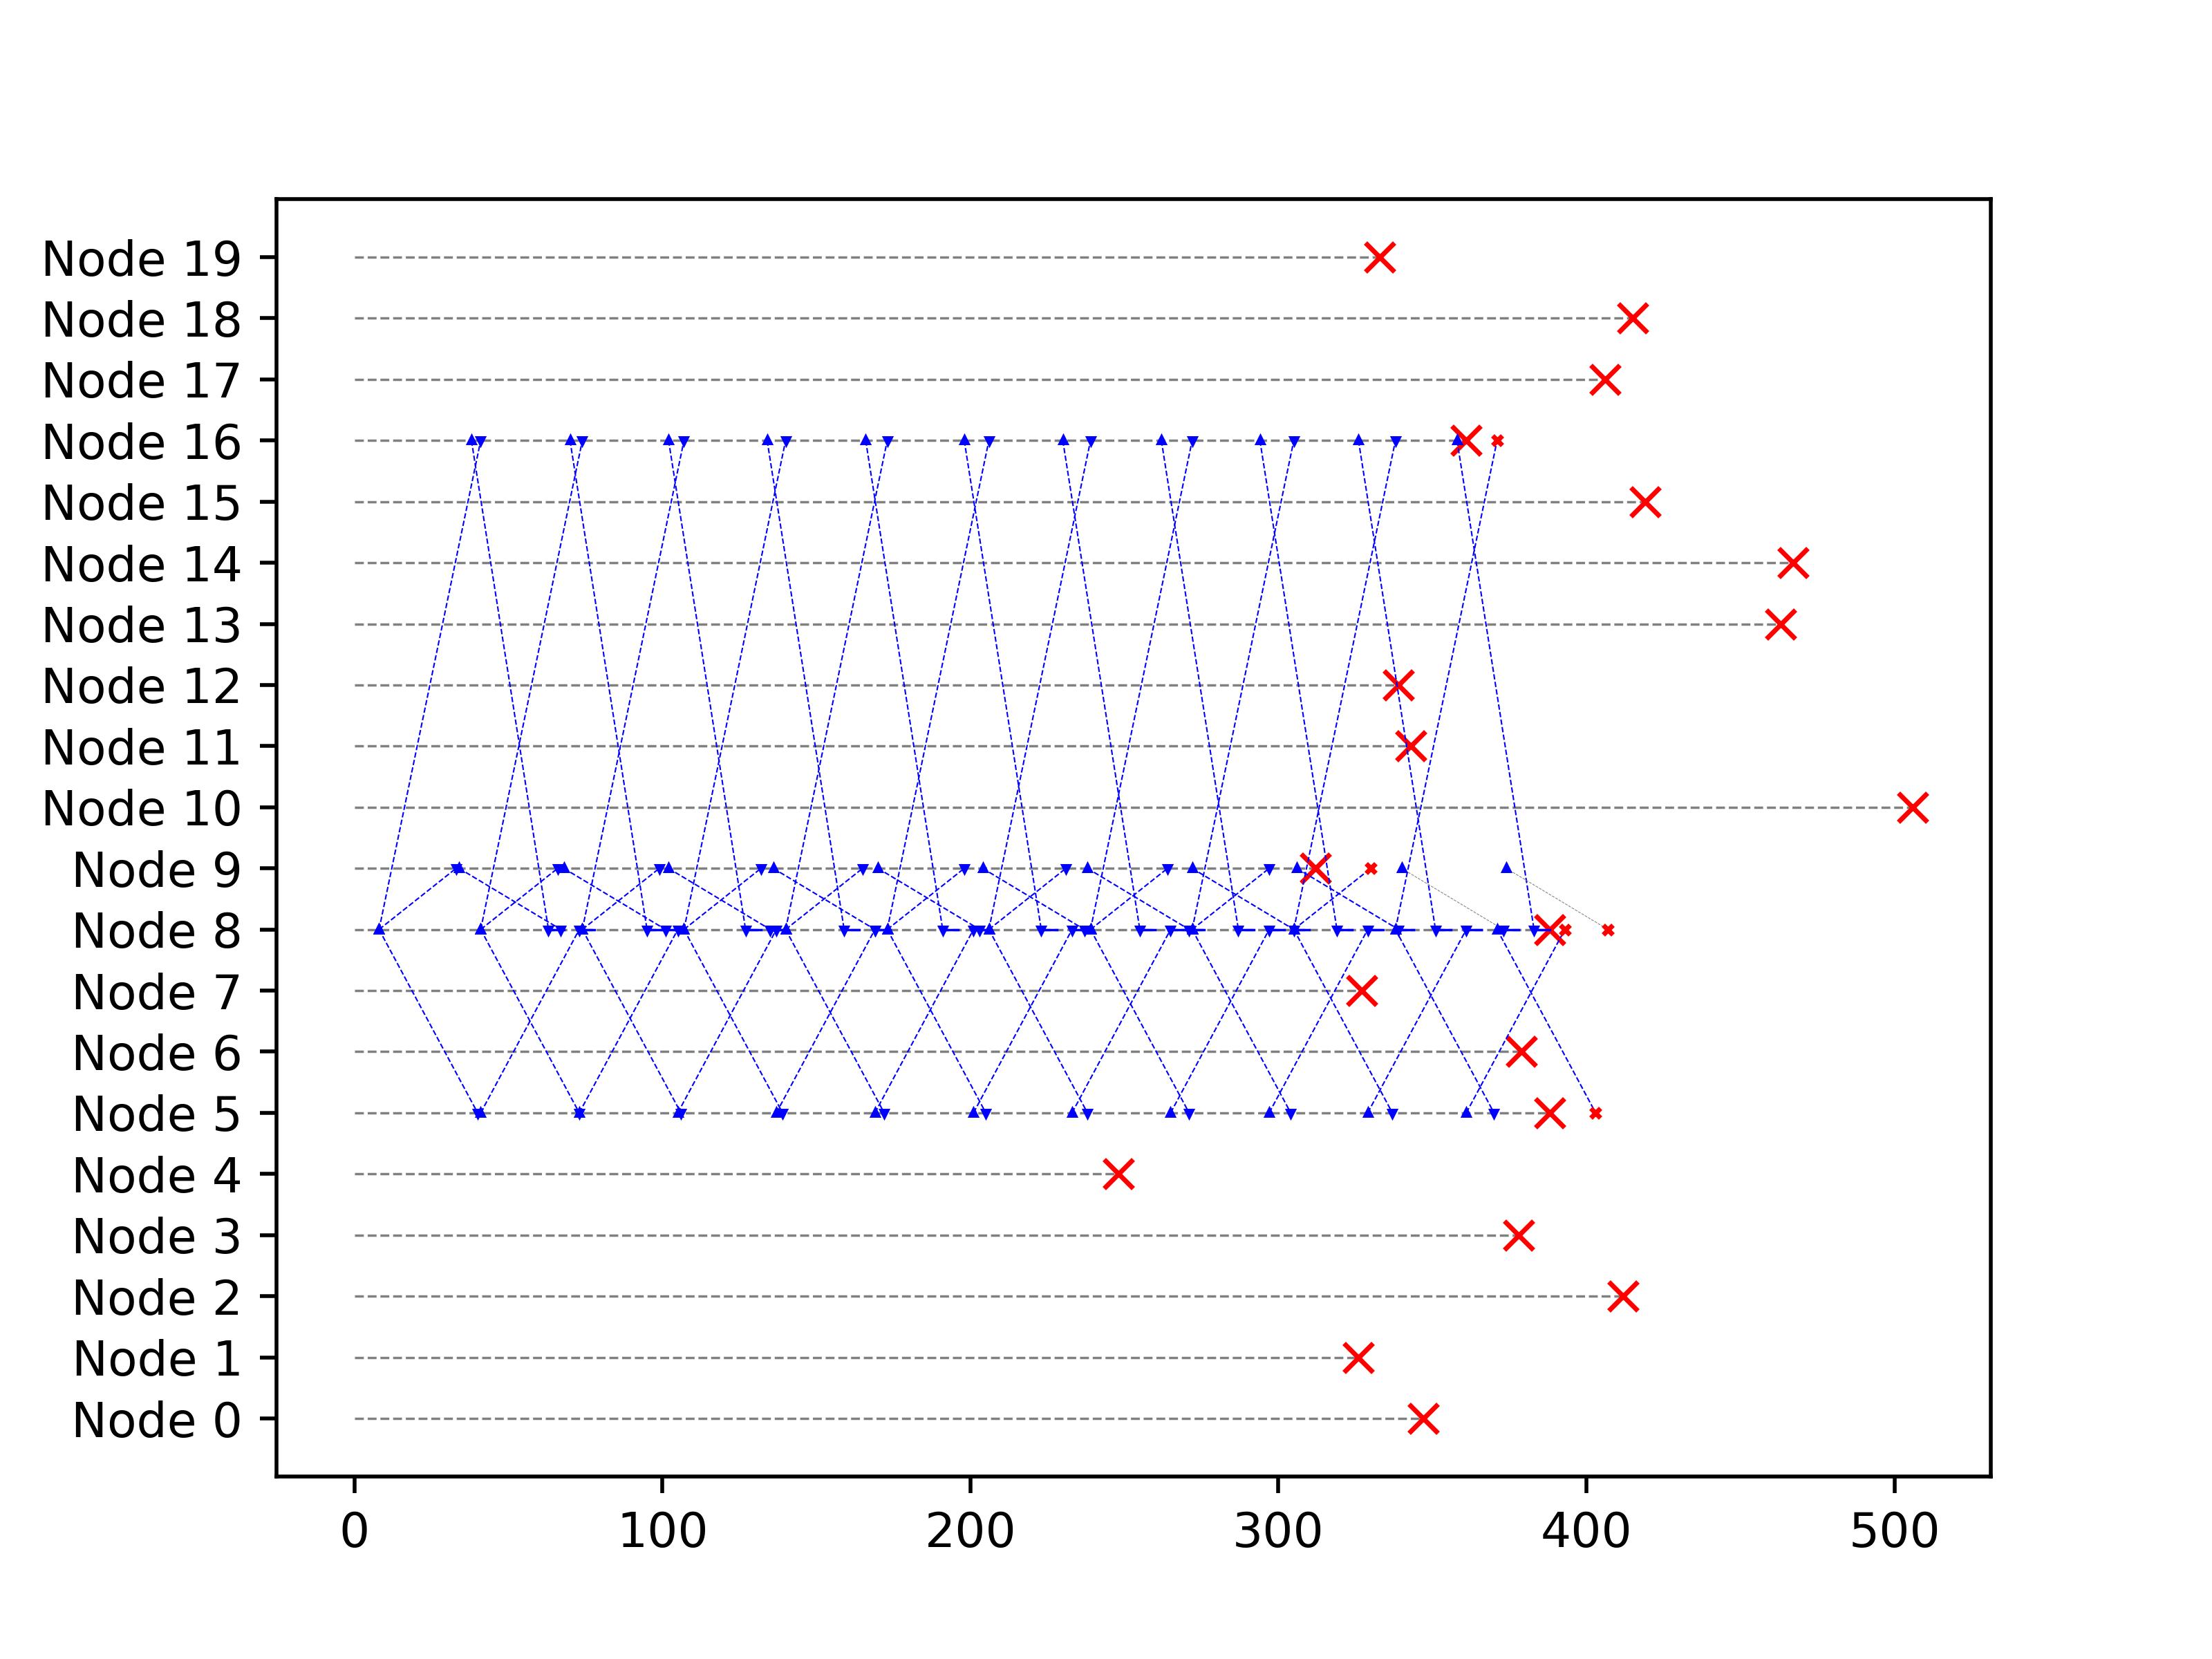 Node 19
Node 18
Node 17
Node 16
Node 15
Node 14
Node 13
Node 12
Node 11
Node 10
Node 9
Node 8
Node 7
Node 6
Node 5
Node 4
Node 3
Node 2
Node 1
Node 0
0 100 200 300 400 500